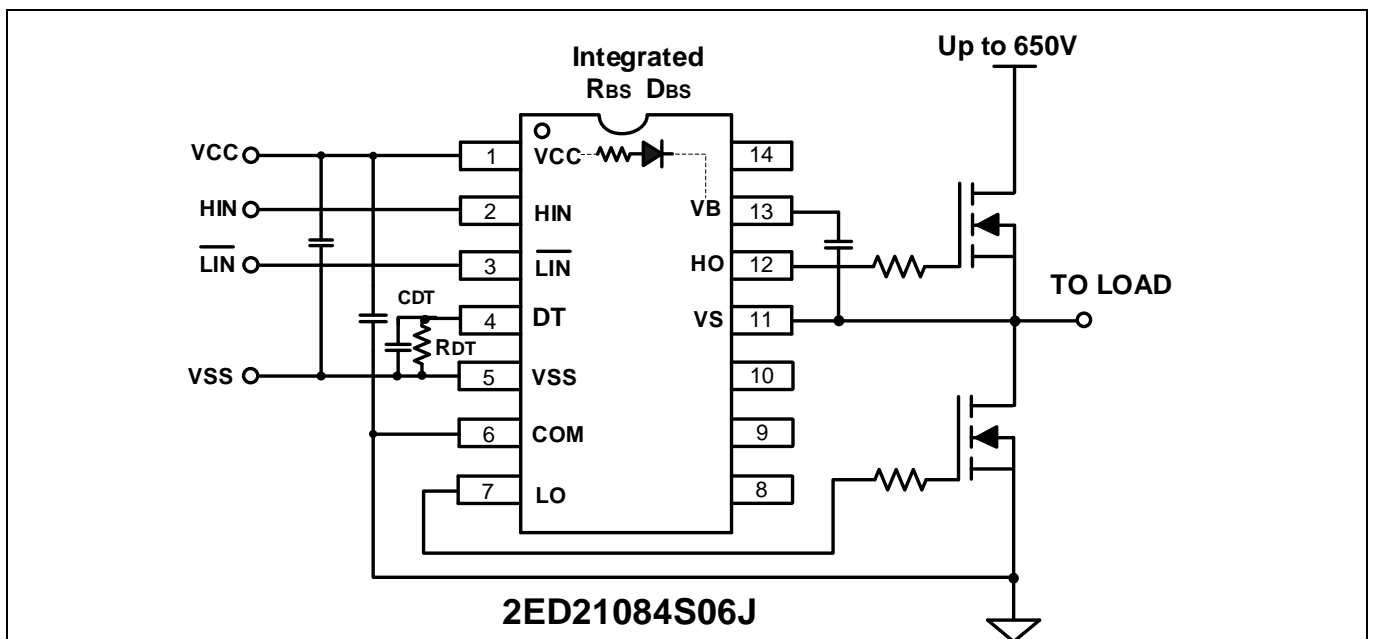 Up to 650V
Integrated
RBS DBS
VCC
1
VCC
14
HIN
2
HIN
VB
13
LIN
3
LIN
HO
12
TO LOAD
CDT
4
DT
VS
11
RDT
VSS
5
VSS
10
6
COM
9
7
LO
8
2ED21084S06J